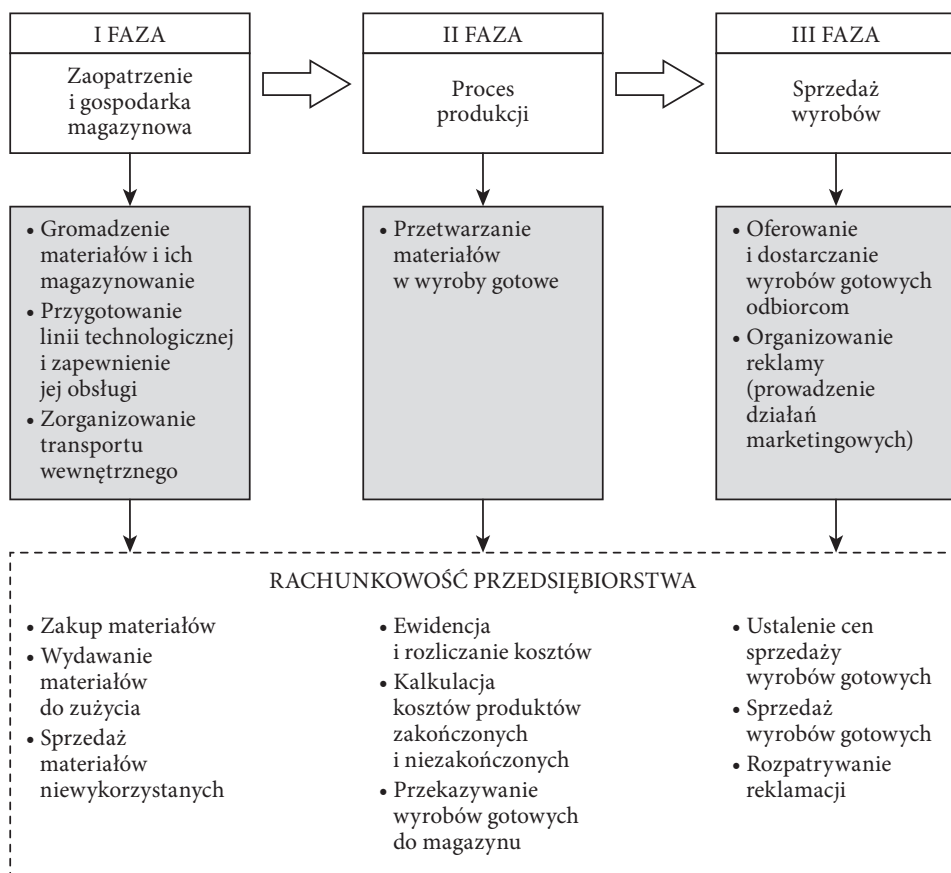 I FAZA
Zaopatrzenie
i gospodarka
magazynowa
II FAZA
Proces
produkcji
III FAZA
Sprzedaż
wyrobów
• Gromadzenie
materiałów i ich
magazynowanie
• Przygotowanie
linii technologicznej
i zapewnienie
jej obsługi
• Zorganizowanie
transportu
wewnętrznego
• Przetwarzanie
materiałów
w wyroby gotowe
• Oferowanie
i dostarczanie
wyrobów gotowych
odbiorcom
• Organizowanie
reklamy
(prowadzenie
działań
marketingowych)
RACHUNKOWOŚĆ PRZEDSIĘBIORSTWA
• Zakup materiałów
• Wydawanie
materiałów
do zużycia
• Sprzedaż
materiałów
niewykorzystanych
• Ewidencja
i rozliczanie kosztów
• Kalkulacja
kosztów produktów
zakończonych
i niezakończonych
• Przekazywanie
wyrobów gotowych
do magazynu
• Ustalenie cen
sprzedaży
wyrobów gotowych
• Sprzedaż
wyrobów gotowych
• Rozpatrywanie
reklamacji